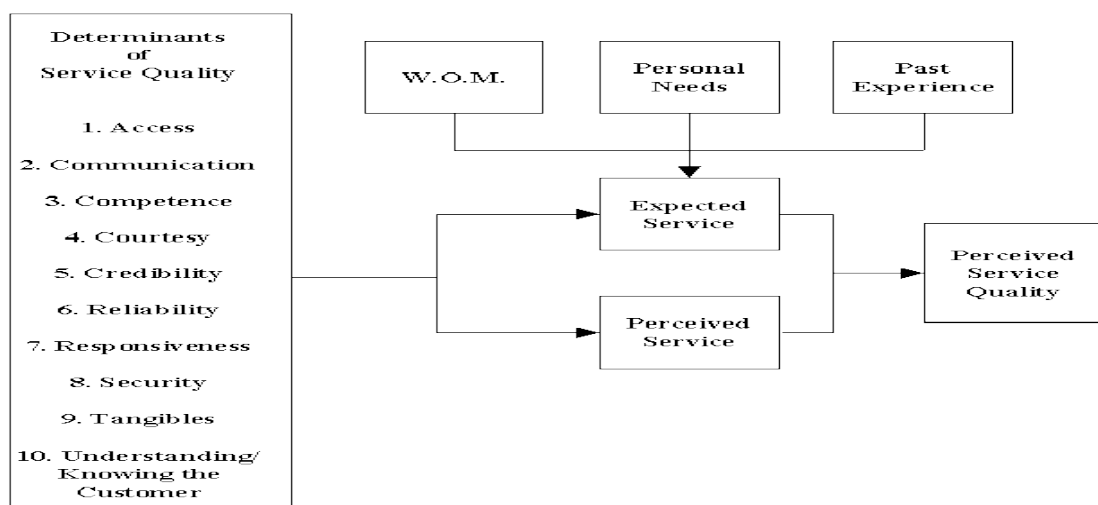 Determinants
of
Service Quality
1. Access
2. Communication
3. Competence
4. Courtesy
5. Credibility
6. Reliability
7. Responsiveness
8. Security
9. Tangibles
10. Understanding/
Knowing the
Customer
W.O.M.
Personal
Needs
Past
Experience
Expected
Service
Perceived
Service
Perceived
Service
Quality